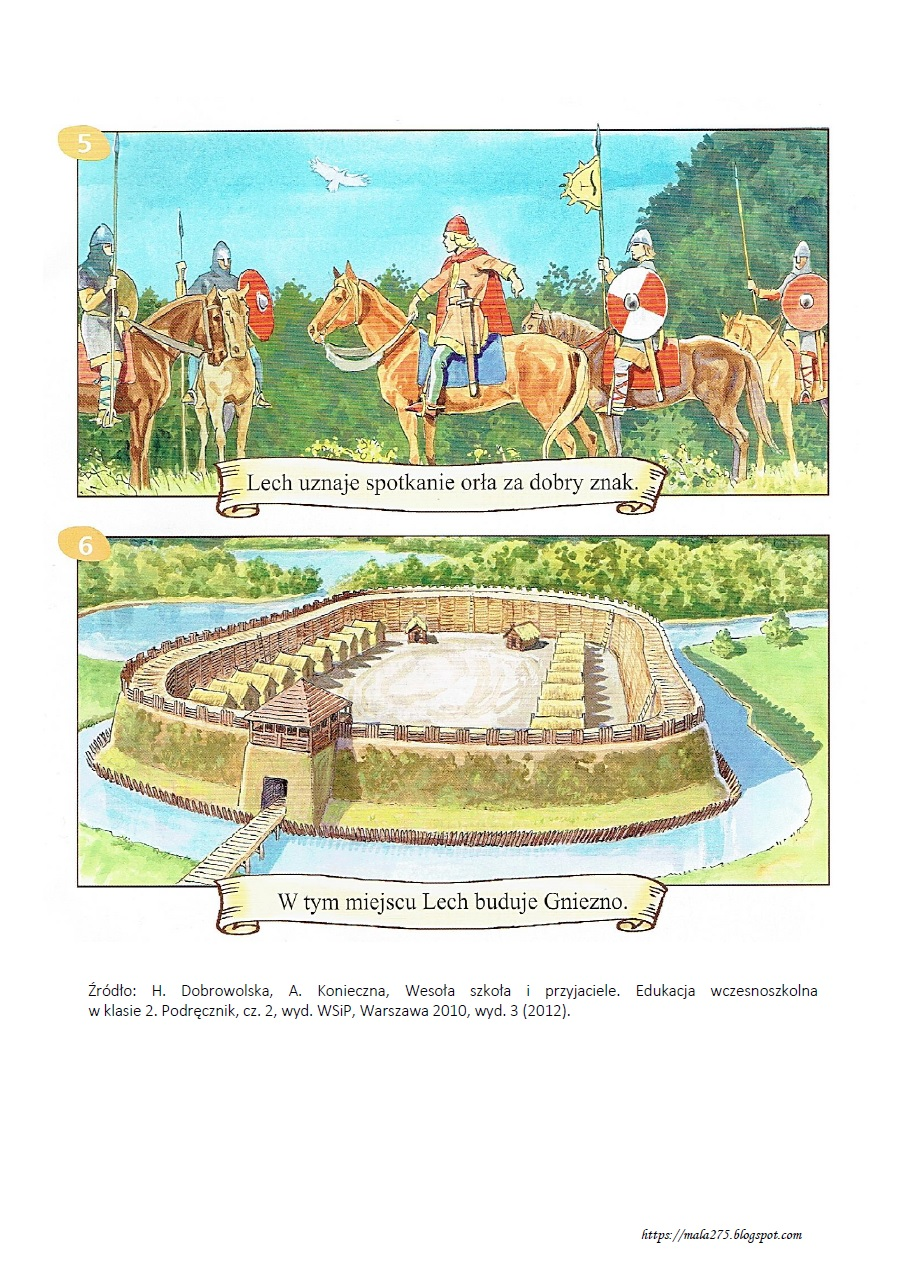 5
Lech uznaje spotkanie orła za dobry znak.
6
W tym miejscu Lech buduje Gniezno.
Źródło: H. Dobrowolska, A. Konieczna, Wesoła szkoła i przyjaciele. Edukacja wczesnoszkolna
w klasie 2. Podręcznik, cz. 2, wyd. WSiP, Warszawa 2010, wyd. 3 (2012).
https://mala275.blogspot.com